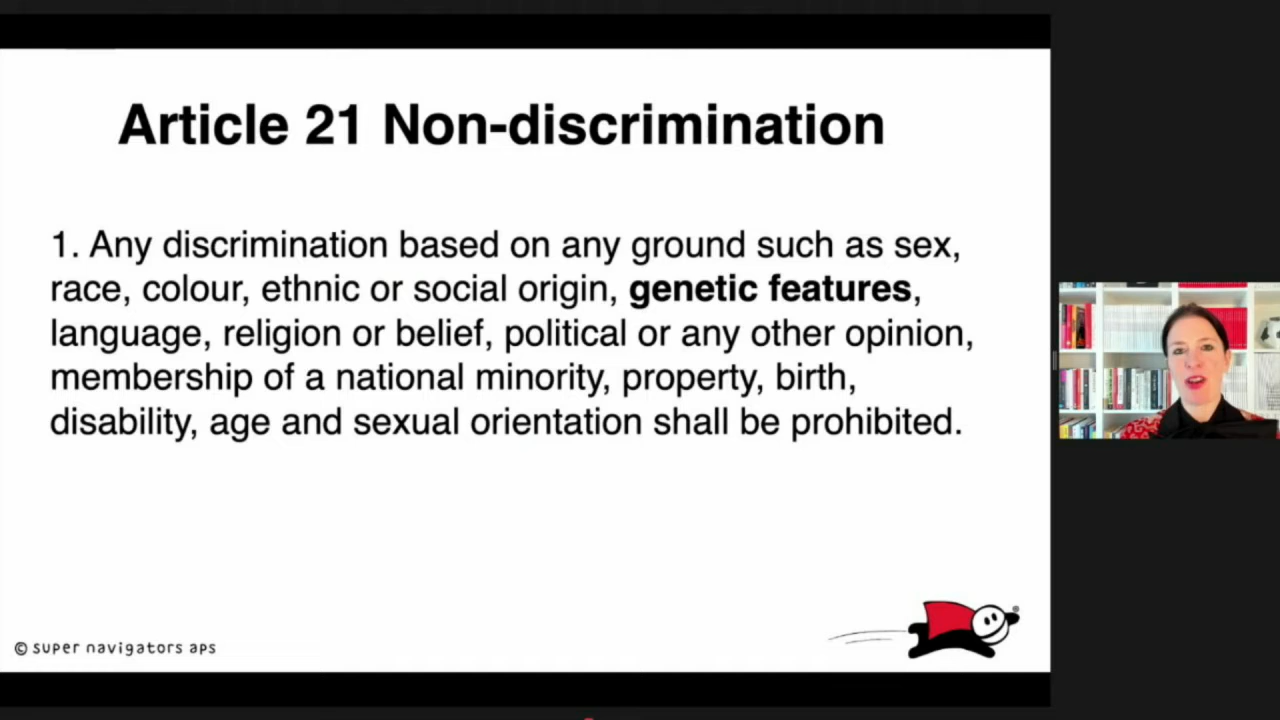 Article 21 Non-discrimination
1. Any discrimination based on any ground such as sex,
race, colour, ethnic or social origin, genetic features,
language, religion or belief, political or any other opinion,
membership of a national minority, property, birth,
disability, age and sexual orientation shall be prohibited.
© super navigators aps